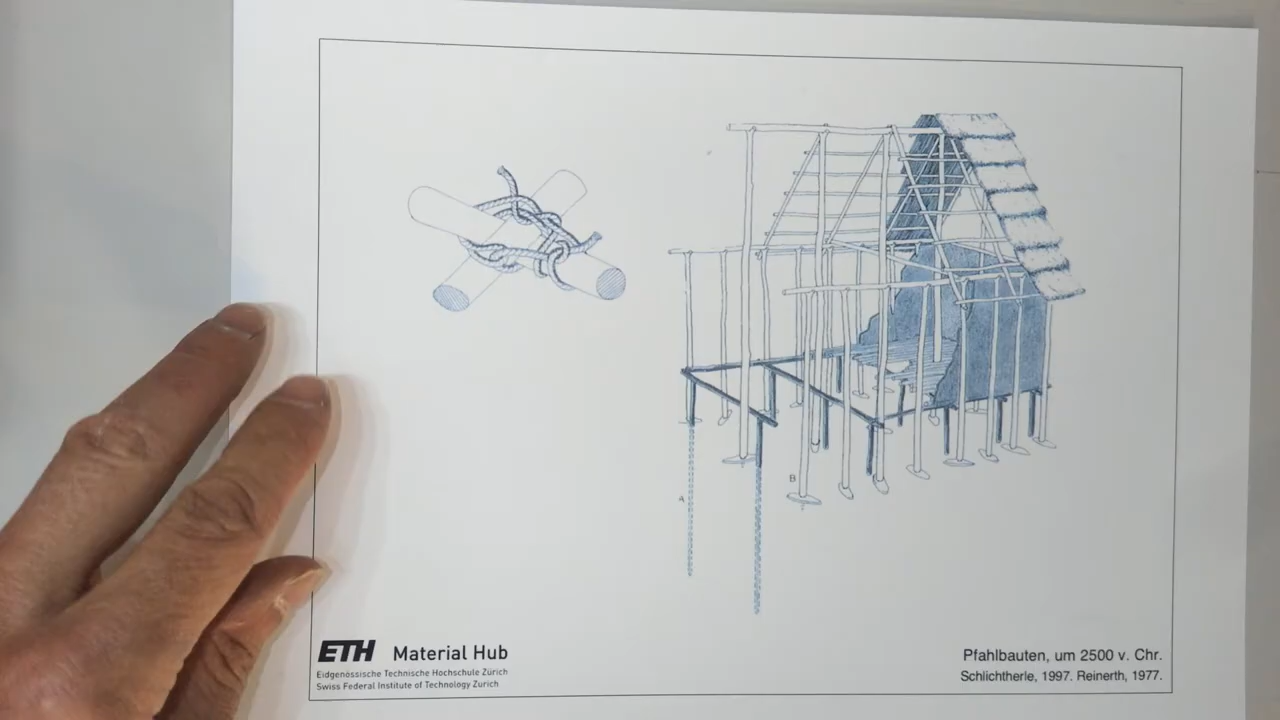 A
B
ETH Material Hub
Eidgenössische Technische Hochschule Zürich
Swiss Federal Institute of Technology Zurich
Pfahlbauten, um 2500 v. Chr.
Schlichtherle, 1997. Reinerth, 1977.